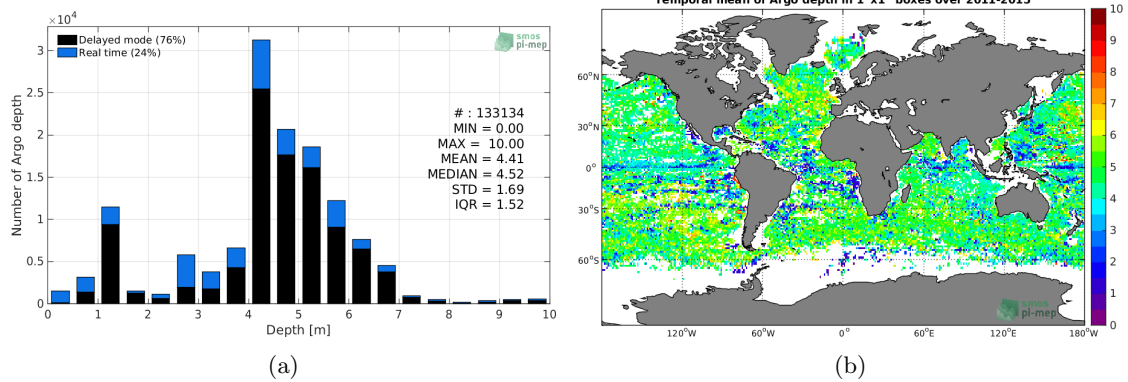 ×10⁴
Delayed mode (76%)
Real time (24%)
smos
pi-mep
Number of Argo depth
3
2.5
2
1.5
1
0.5
0
# : 133134
MIN = 0.00
MAX = 10.00
MEAN = 4.41
MEDIAN = 4.52
STD = 1.69
IQR = 1.52
0 1 2 3 4 5 6 7 8 9 10
Depth [m]
(a)
Temporal mean of Argo depth in 1°x1° boxes over 2011-2015
60°N
30°N
0°
30°S
60°S
120°W 60°W 0° 60°E 120°E 180°W
smos
pi-mep
10
9
8
7
6
5
4
3
2
1
0
(b)